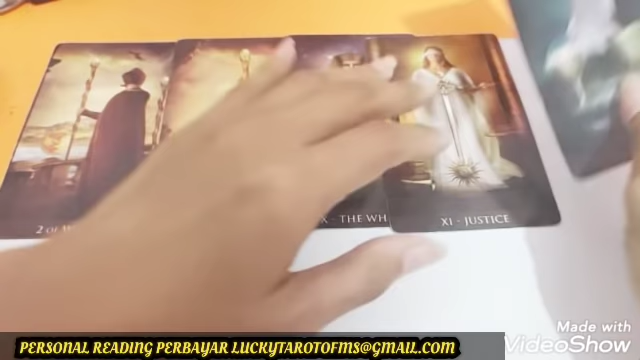 2 OF
X - THE WH
XI - JUSTICE
Made with
VideoShow
PERSONAL READING PERBAYAR LUCKYTAROTOFMS@GMAIL.COM